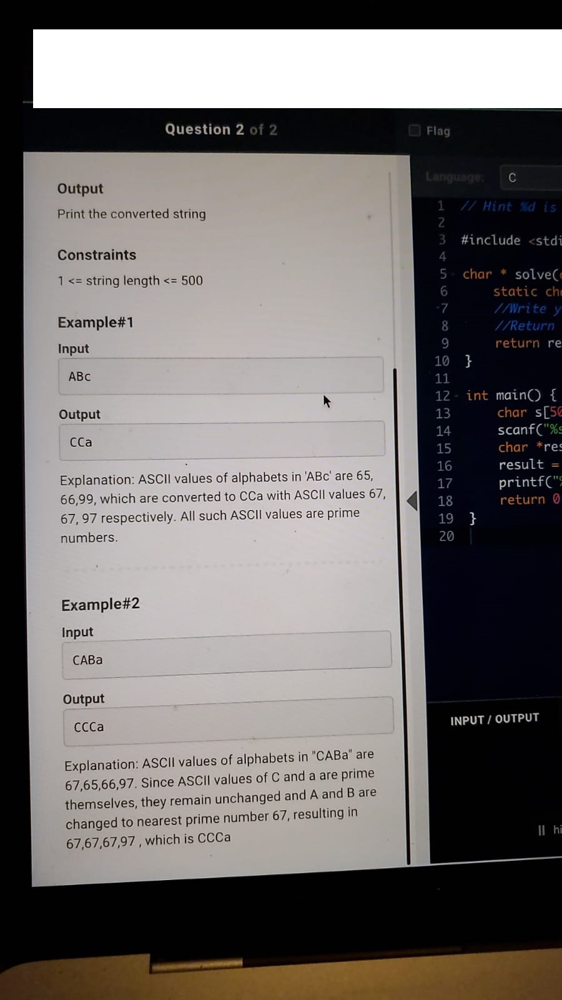 Question 2 of 2
Flag
Output
Print the converted string
Constraints
1 <= string length <= 500
Example#1
Input
ABc
Output
CCa
Explanation: ASCII values of alphabets in 'ABc' are 65,
66,99, which are converted to CCa with ASCII values 67,
67, 97 respectively. All such ASCII values are prime
numbers.
Example#2
Input
CABa
Output
CCCa
Explanation: ASCII values of alphabets in "CABa" are
67,65,66,97. Since ASCII values of C and a are prime
themselves, they remain unchanged and A and B are
changed to nearest prime number 67, resulting in
67,67,67,97 , which is CCCa
Language: C
1 // Hint %d is
2
3 #include <stdi
4
5 char * solve(
6 static ch
7 //Write y
8 //Return
9 return re
10 }
11
12 int main() {
13 char s[50
14 scanf("%s
15 char *res
16 result =
17 printf("%
18 return 0
19 }
20
INPUT / OUTPUT
hi